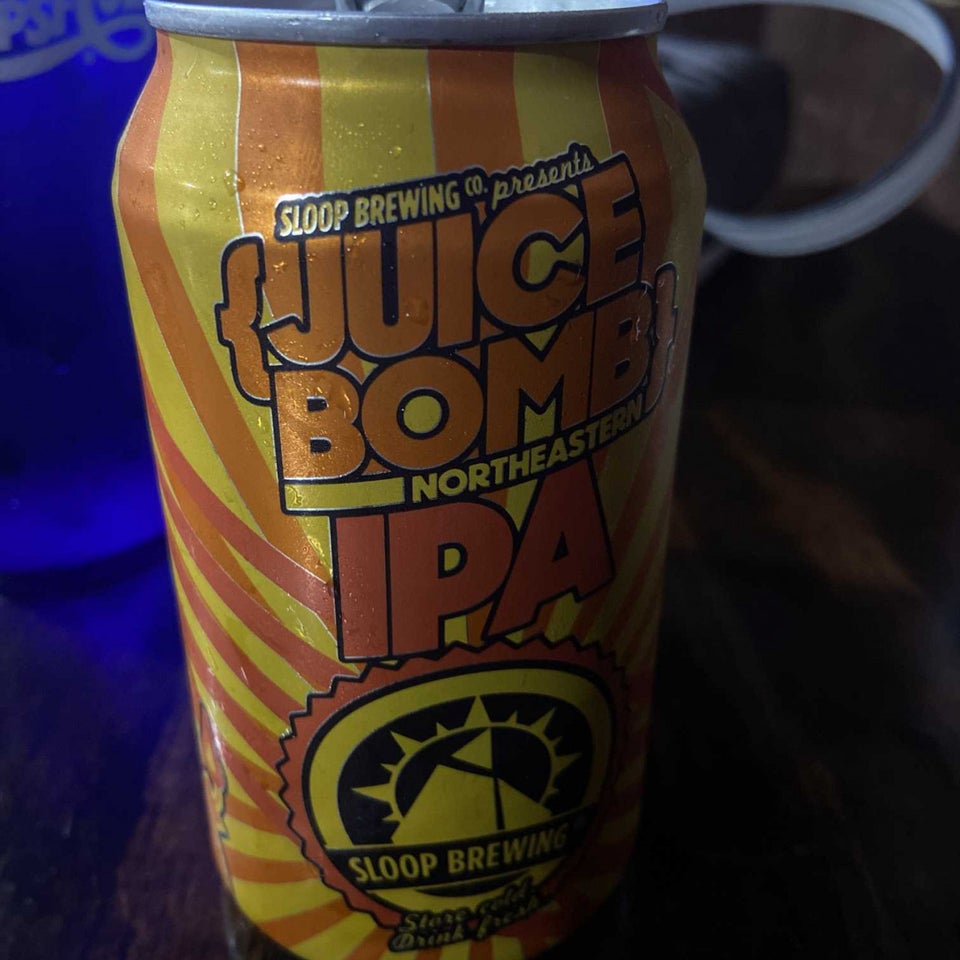 SLOOP BREWING CO. presents
{JUICE
BOMB}
NORTHEASTERN
IPA
SLOOP BREWING
Store cold
Drink fresh